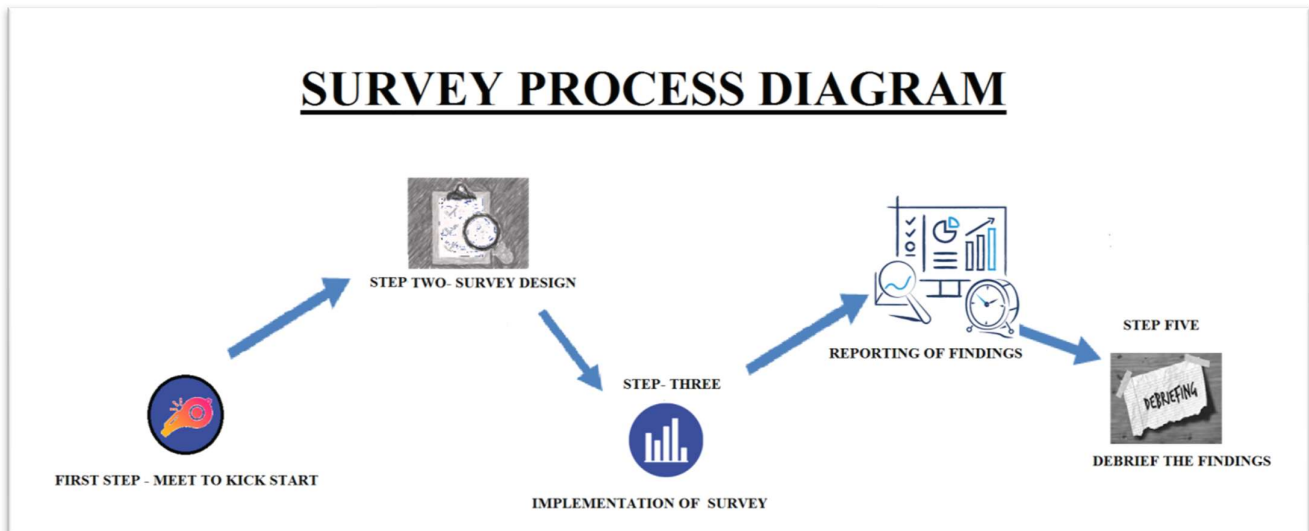 SURVEY PROCESS DIAGRAM
FIRST STEP - MEET TO KICK START
STEP TWO- SURVEY DESIGN
STEP- THREE
IMPLEMENTATION OF SURVEY
REPORTING OF FINDINGS
STEP FIVE
DEBRIEFING
DEBRIEF THE FINDINGS